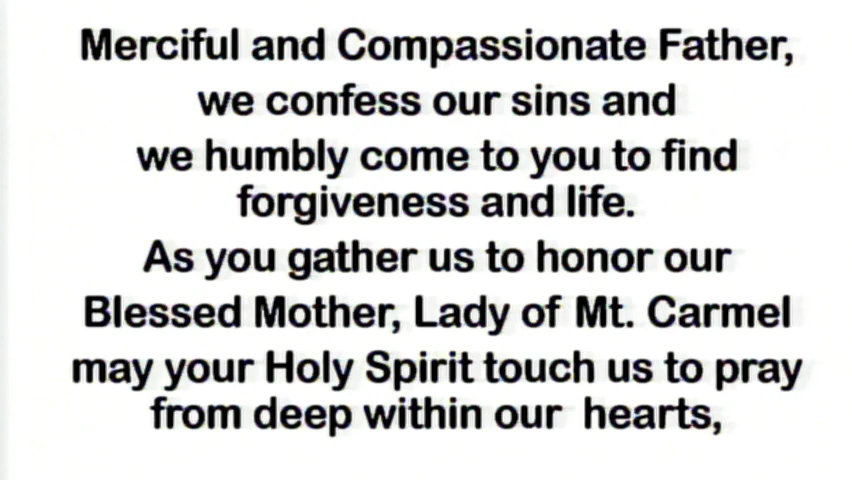 Merciful and Compassionate Father,
we confess our sins and
we humbly come to you to find
forgiveness and life.
As you gather us to honor our
Blessed Mother, Lady of Mt. Carmel
may your Holy Spirit touch us to pray
from deep within our hearts,